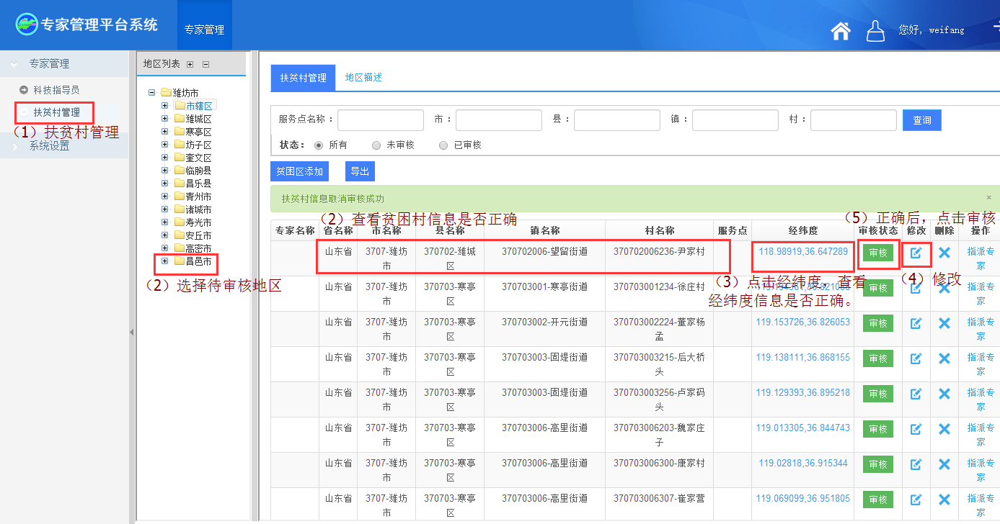 专家管理平台系统
专家管理
您好, weifang
专家管理
科技指导员
扶贫村管理
（1）扶贫村管理
系统设置
地区列表
潍坊市
市辖区
潍城区
寒亭区
坊子区
奎文区
临朐县
昌乐县
青州市
诸城市
寿光市
安丘市
高密市
昌邑市
（2）选择待审核地区
扶贫村管理 地区描述
服务点名称： 市： 县： 镇： 村： 查询
状态： 所有 未审核 已审核
贫困区添加 导出
扶贫村信息取消审核成功 ×
（2）查看贫困村信息是否正确
（5）正确后，点击审核
专家名称 省名称 市名称 县名称 镇名称 村名称 服务点 经纬度 审核状态 修改 删除 操作
山东省 3707-潍坊市 370702-潍城区 370702006-望留街道 370702006236-尹家村 118.98919,36.647289 审核 指派专家
（3）点击经纬度，查看
经纬度信息是否正确。
（4）修改
山东省 3707-潍坊市 370703-寒亭区 370703001-寒亭街道 370703001234-徐庄村 审核 指派专家
山东省 3707-潍坊市 370703-寒亭区 370703002-开元街道 370703002224-董家杨孟 119.153726,36.826053 审核 指派专家
山东省 3707-潍坊市 370703-寒亭区 370703003-固堤街道 370703003215-后大桥头 119.138111,36.868155 审核 指派专家
山东省 3707-潍坊市 370703-寒亭区 370703003-固堤街道 370703003256-卢家码头 119.129393,36.895218 审核 指派专家
山东省 3707-潍坊市 370703-寒亭区 370703006-高里街道 370703006203-魏家庄子 119.013305,36.844743 审核 指派专家
山东省 3707-潍坊市 370703-寒亭区 370703006-高里街道 370703006300-康家村 119.02818,36.915344 审核 指派专家
山东省 3707-潍坊市 370703-寒亭区 370703006-高里街道 370703006307-崔家营 119.069099,36.951805 审核 指派专家